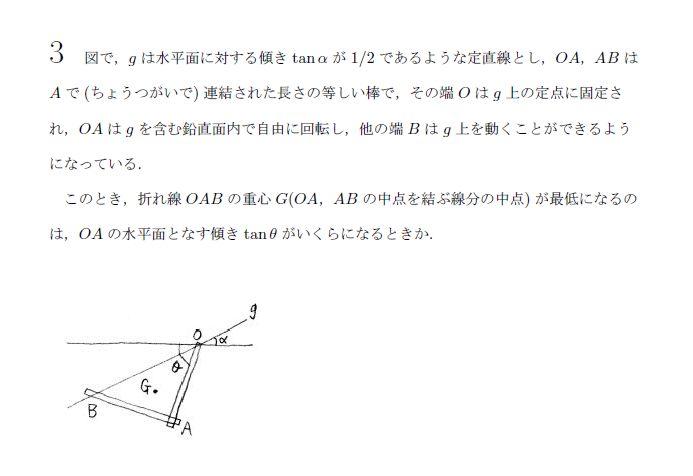 3 図で，g は水平面に対する傾き tan α が 1/2 であるような定直線とし，OA，AB は
A で (ちょうつがいで) 連結された長さの等しい棒で，その端 O は g 上の定点に固定さ
れ，OA は g を含む鉛直面内で自由に回転し，他の端 B は g 上を動くことができるよう
になっている．
このとき，折れ線 OAB の重心 G(OA，AB の中点を結ぶ線分の中点) が最低になるの
は，OA の水平面となす傾き tan θ がいくらになるときか．
g
O
α
θ
G.
B
A